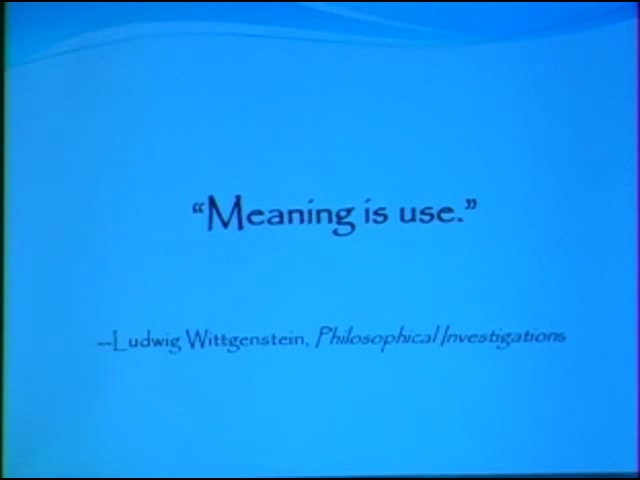 “Meaning is use.”
—Ludwig Wittgenstein, Philosophical Investigations